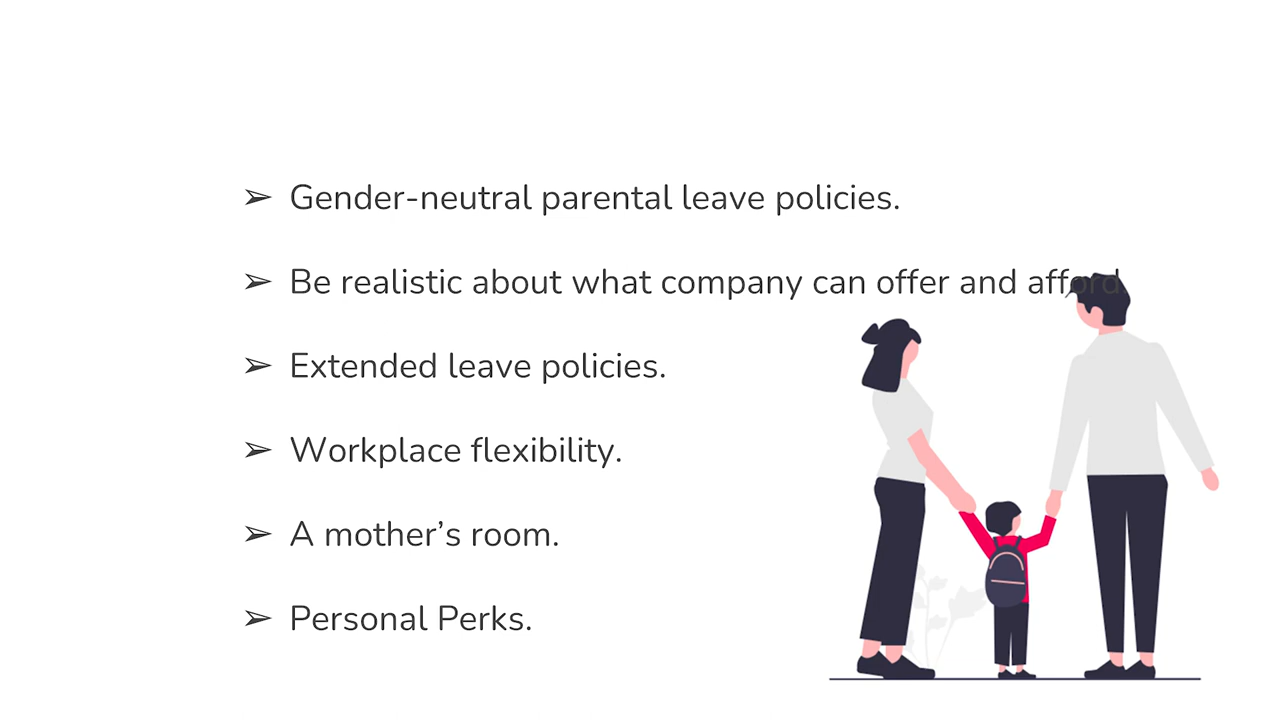 ➢ Gender-neutral parental leave policies.
➢ Be realistic about what company can offer and afford.
➢ Extended leave policies.
➢ Workplace flexibility.
➢ A mother’s room.
➢ Personal Perks.